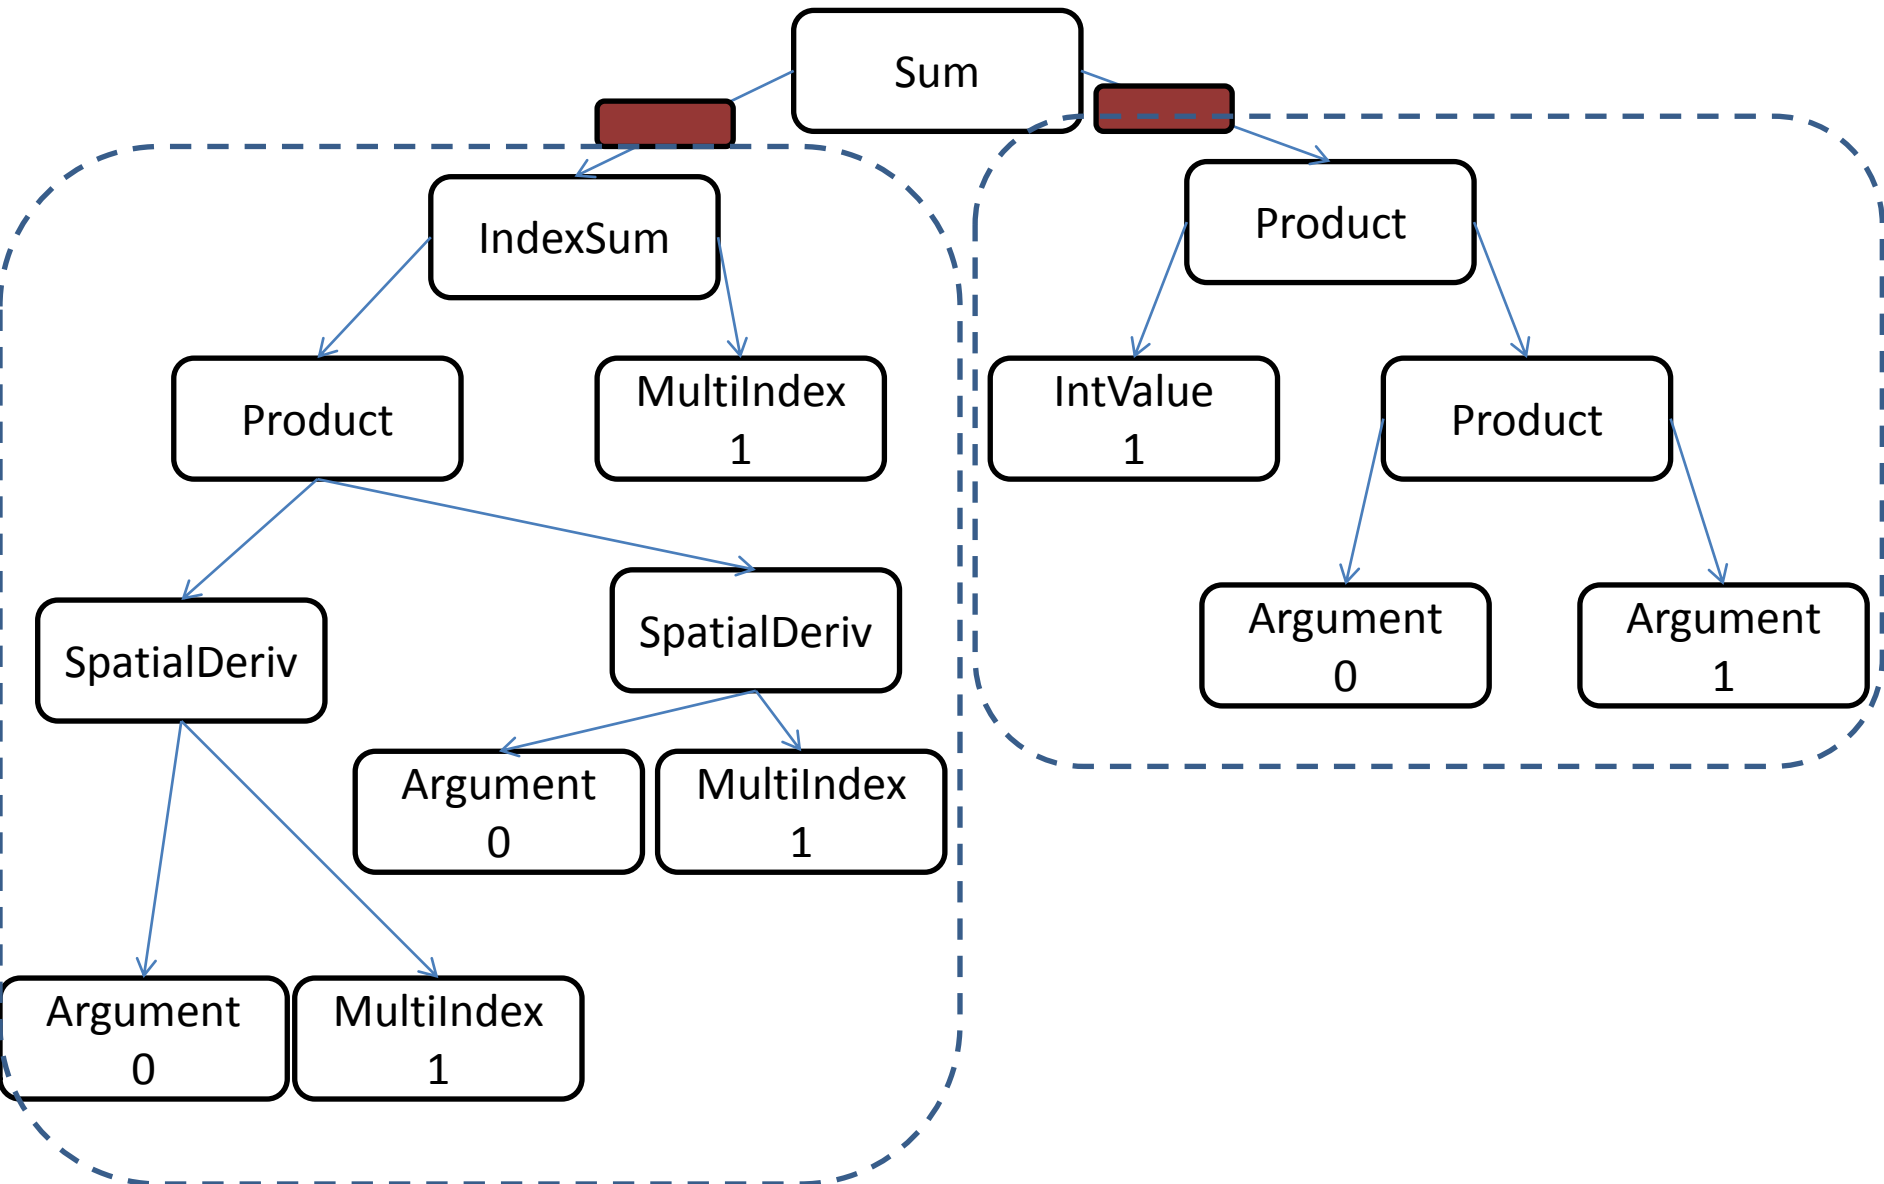 Sum
IndexSum
Product
Product
MultiIndex
1
IntValue
1
Product
SpatialDeriv
SpatialDeriv
Argument
0
Argument
1
Argument
0
MultiIndex
1
Argument
0
MultiIndex
1